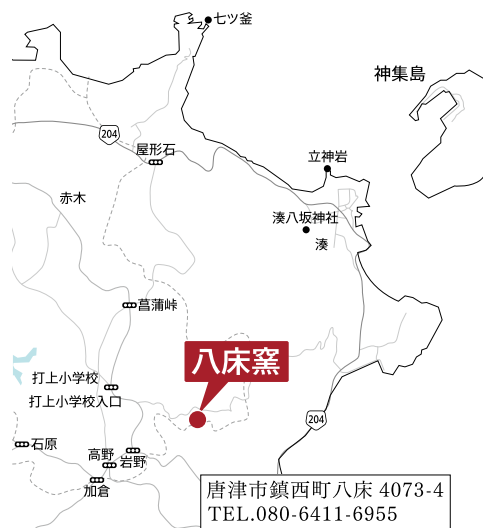 七ツ釜
神集島
204
屋形石
立神岩
赤木
湊八坂神社
湊
菖蒲峠
八床窯
打上小学校
打上小学校入口
204
石原
高野
岩野
加倉
唐津市鎮西町八床 4073-4
TEL.080-6411-6955